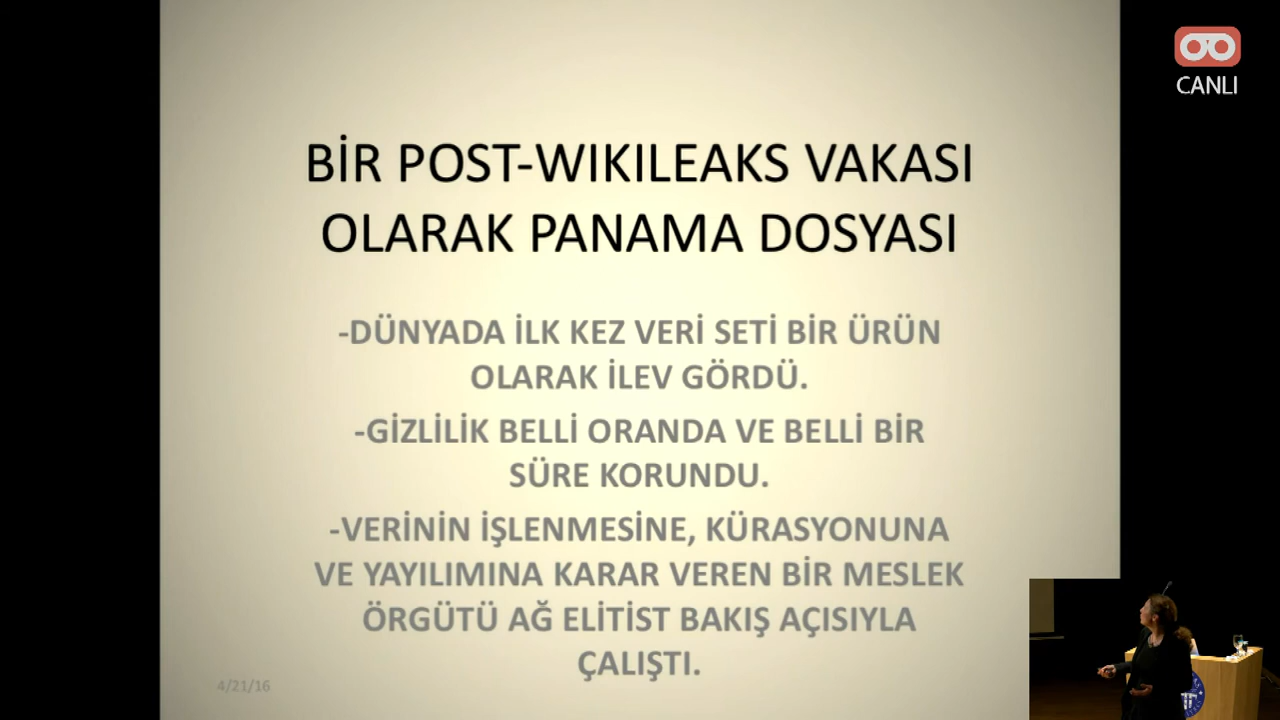 CANLI
BİR POST-WIKILEAKS VAKASI
OLARAK PANAMA DOSYASI
-DÜNYADA İLK KEZ VERİ SETİ BİR ÜRÜN
OLARAK İLEV GÖRDÜ.
-GİZLİLİK BELLİ ORANDA VE BELLİ BİR
SÜRE KORUNDU.
-VERİNİN İŞLENMESİNE, KÜRASYONUNA
VE YAYILIMINA KARAR VEREN BİR MESLEK
ÖRGÜTÜ AĞ ELİTİST BAKIŞ AÇISIYLA
ÇALIŞTI.
4/21/16